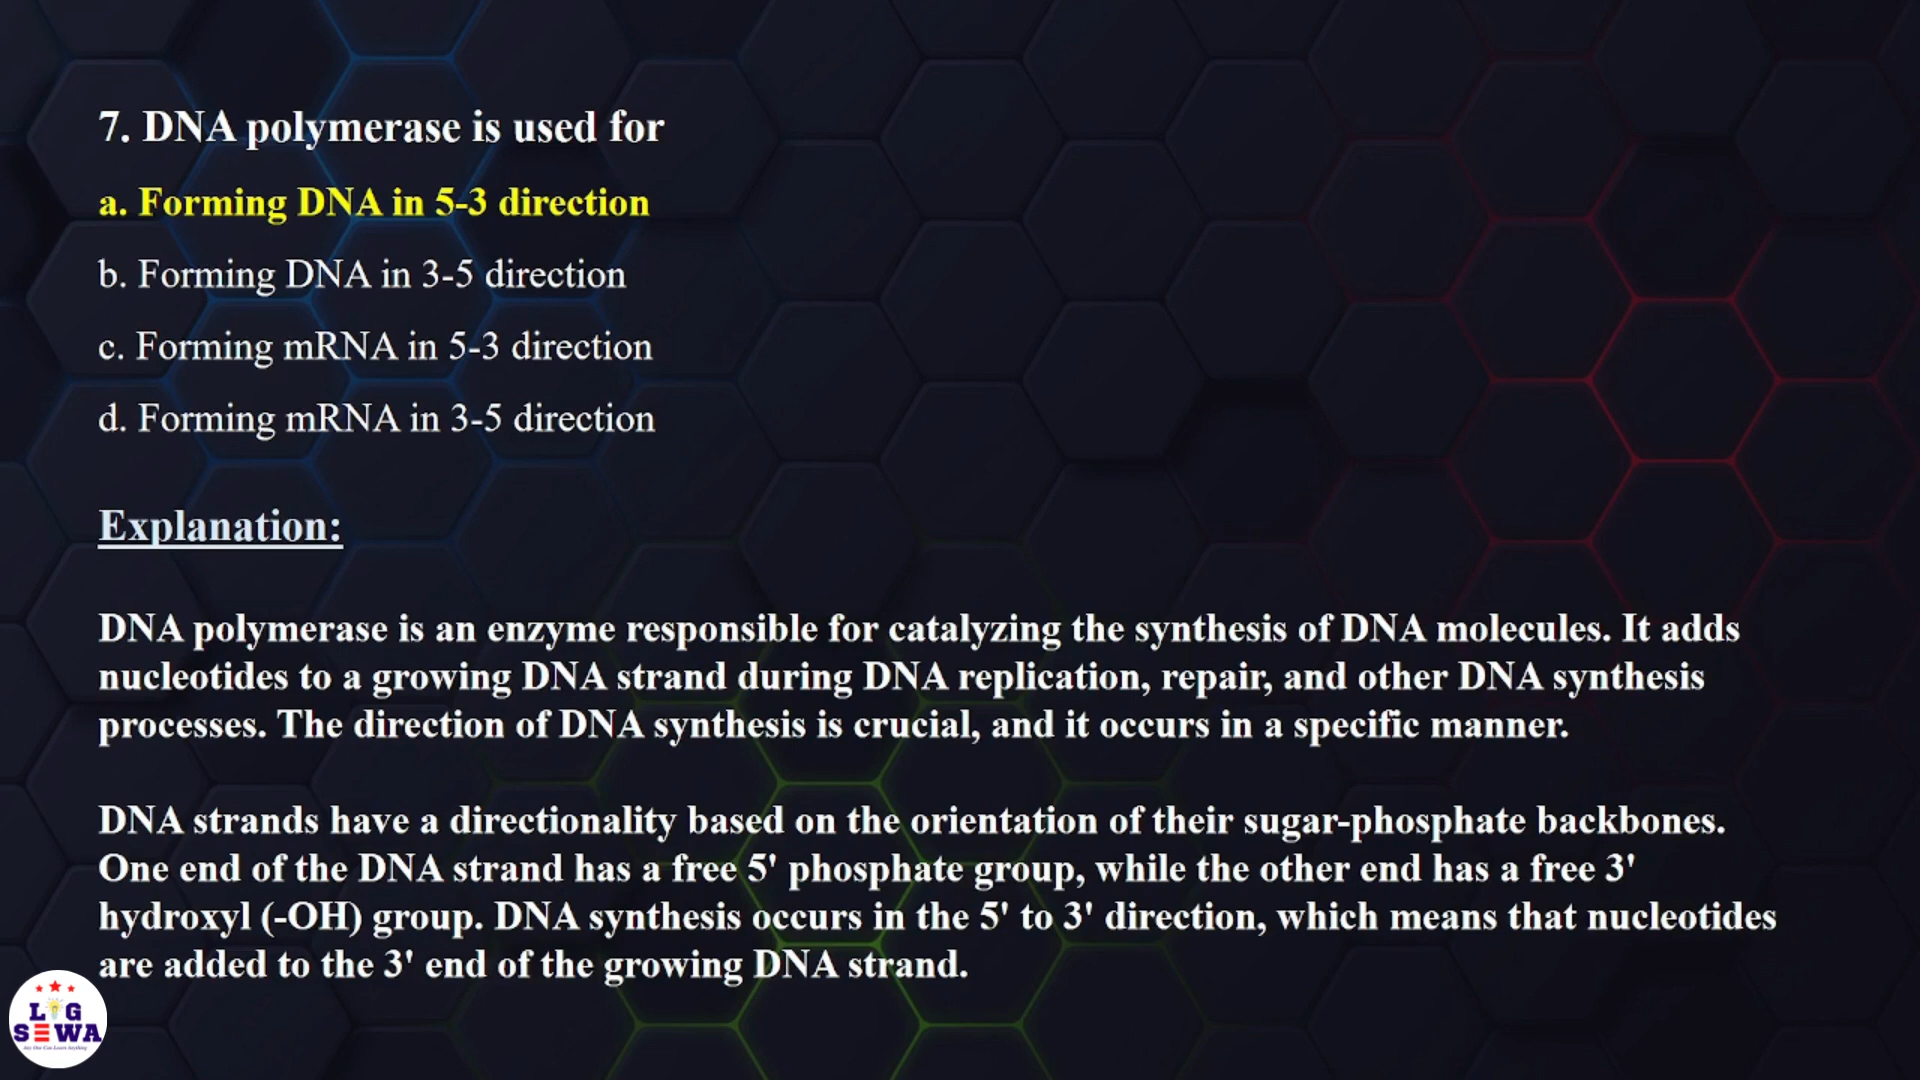 7. DNA polymerase is used for
a. Forming DNA in 5-3 direction
b. Forming DNA in 3-5 direction
c. Forming mRNA in 5-3 direction
d. Forming mRNA in 3-5 direction
Explanation:
DNA polymerase is an enzyme responsible for catalyzing the synthesis of DNA molecules. It adds
nucleotides to a growing DNA strand during DNA replication, repair, and other DNA synthesis
processes. The direction of DNA synthesis is crucial, and it occurs in a specific manner.
DNA strands have a directionality based on the orientation of their sugar-phosphate backbones.
One end of the DNA strand has a free 5' phosphate group, while the other end has a free 3'
hydroxyl (-OH) group. DNA synthesis occurs in the 5' to 3' direction, which means that nucleotides
are added to the 3' end of the growing DNA strand.
L G
SEWA
Any One Can Learn Anything